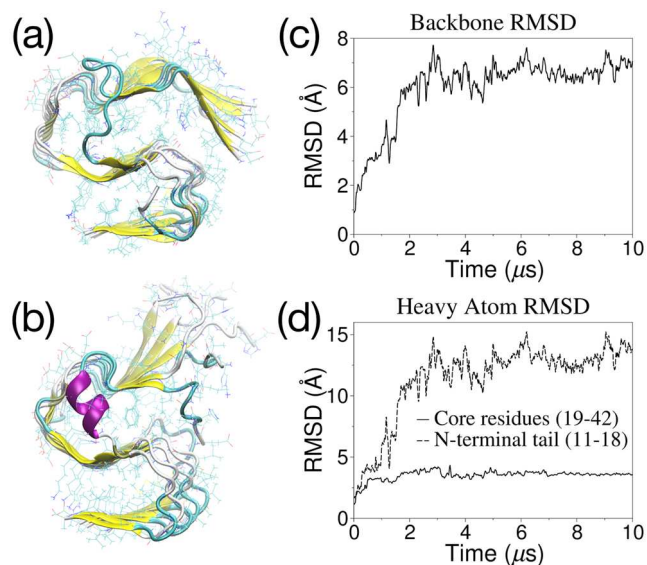 (a)
(b)
(c)
Backbone RMSD
RMSD (Å)
8
6
4
2
0
0 2 4 6 8 10
Time (μs)
(d)
Heavy Atom RMSD
RMSD (Å)
15
10
5
0
Core residues (19-42)
N-terminal tail (11-18)
0 2 4 6 8 10
Time (μs)